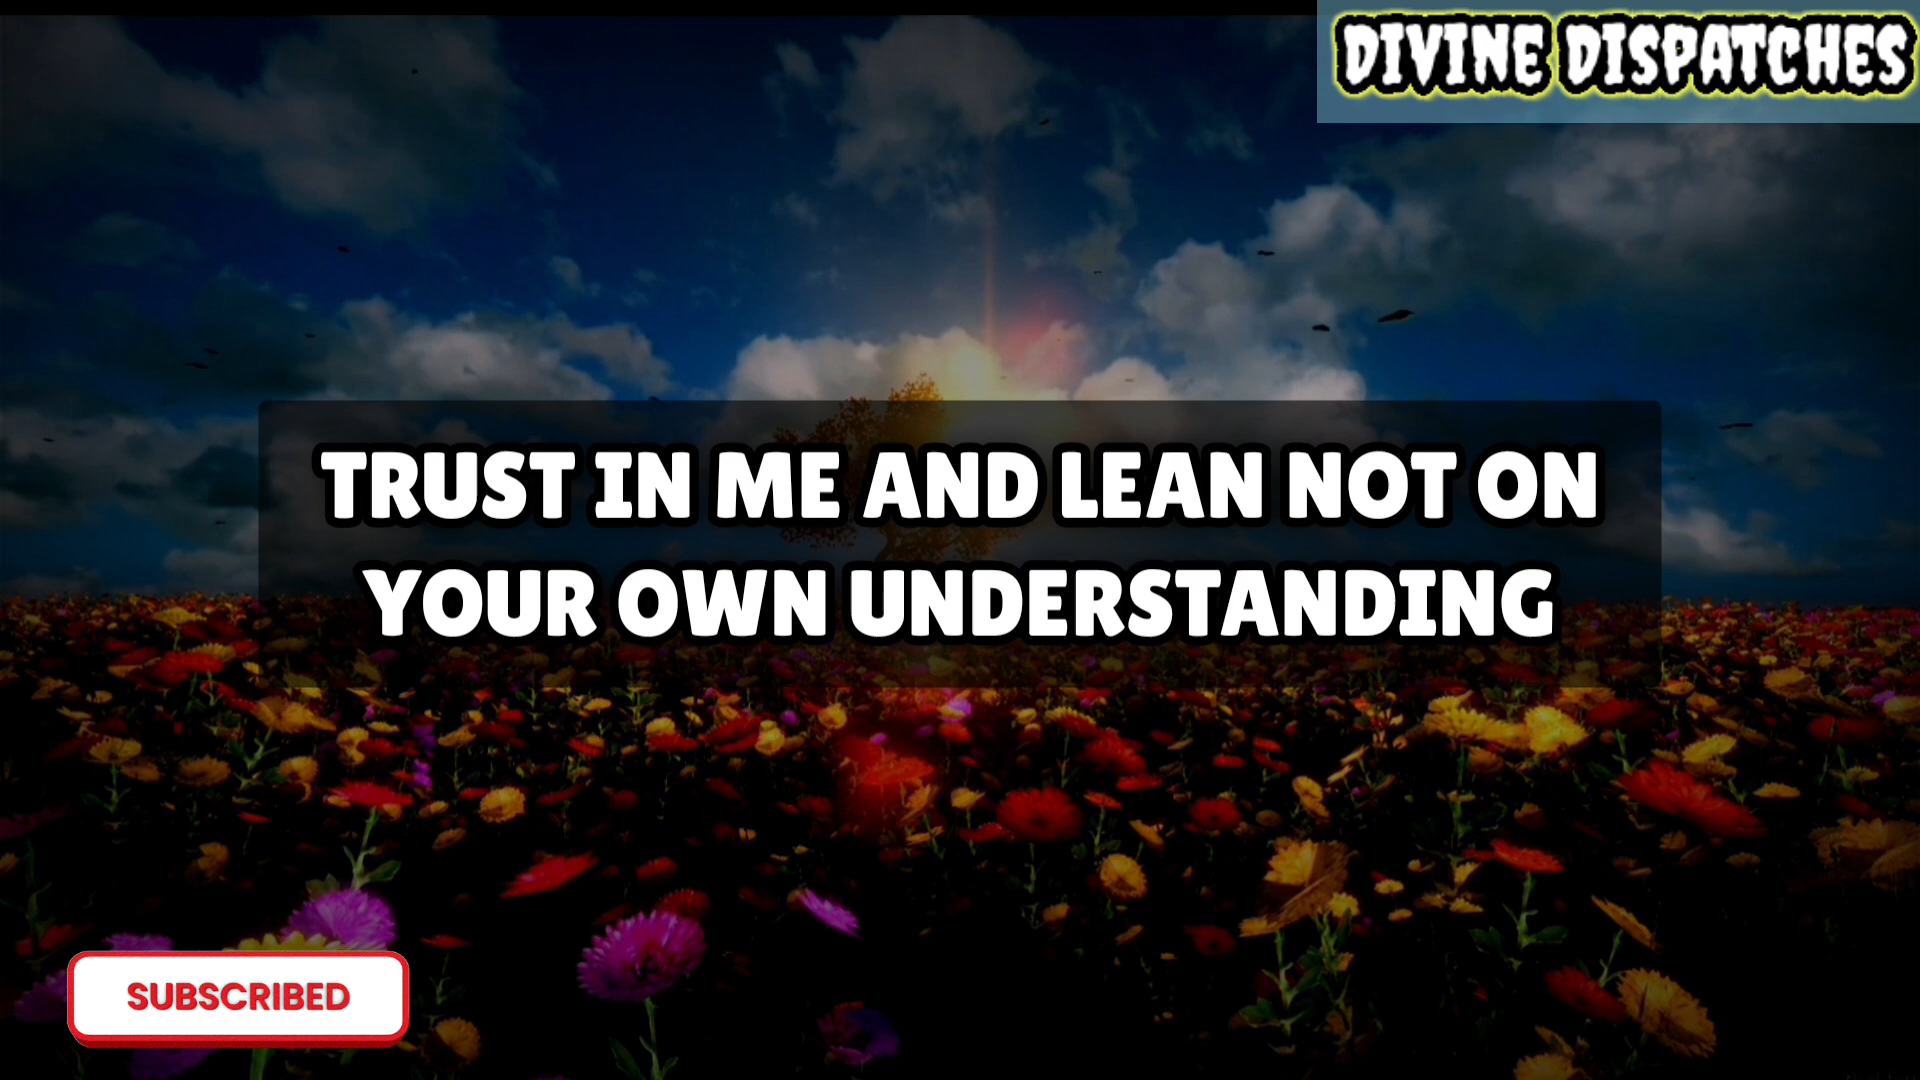 DIVINE DISPATCHES
TRUST IN ME AND LEAN NOT ON
YOUR OWN UNDERSTANDING
SUBSCRIBED